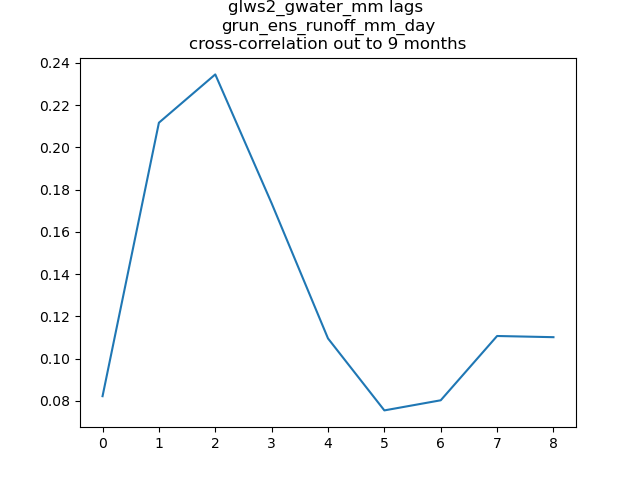 glws2_gwater_mm lags
grun_ens_runoff_mm_day
cross-correlation out to 9 months
0.24
0.22
0.20
0.18
0.16
0.14
0.12
0.10
0.08
0 1 2 3 4 5 6 7 8